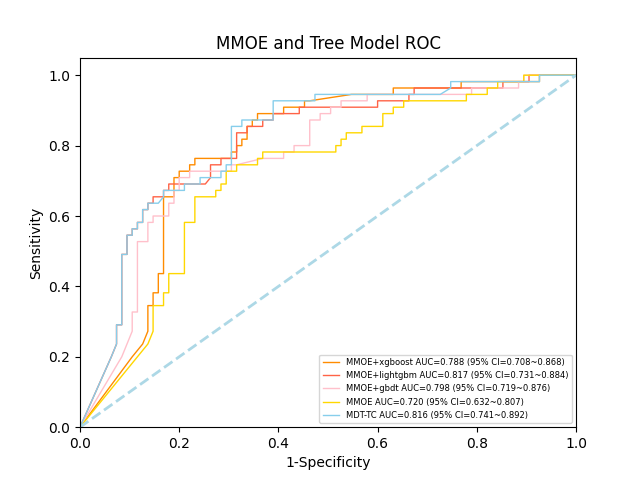 MMOE and Tree Model ROC
1.0
0.8
0.6
0.4
0.2
0.0
Sensitivity
MMOE+xgboost AUC=0.788 (95% CI=0.708~0.868)
MMOE+lightgbm AUC=0.817 (95% CI=0.731~0.884)
MMOE+gbdt AUC=0.798 (95% CI=0.719~0.876)
MMOE AUC=0.720 (95% CI=0.632~0.807)
MDT-TC AUC=0.816 (95% CI=0.741~0.892)
0.0 0.2 0.4 0.6 0.8 1.0
1-Specificity